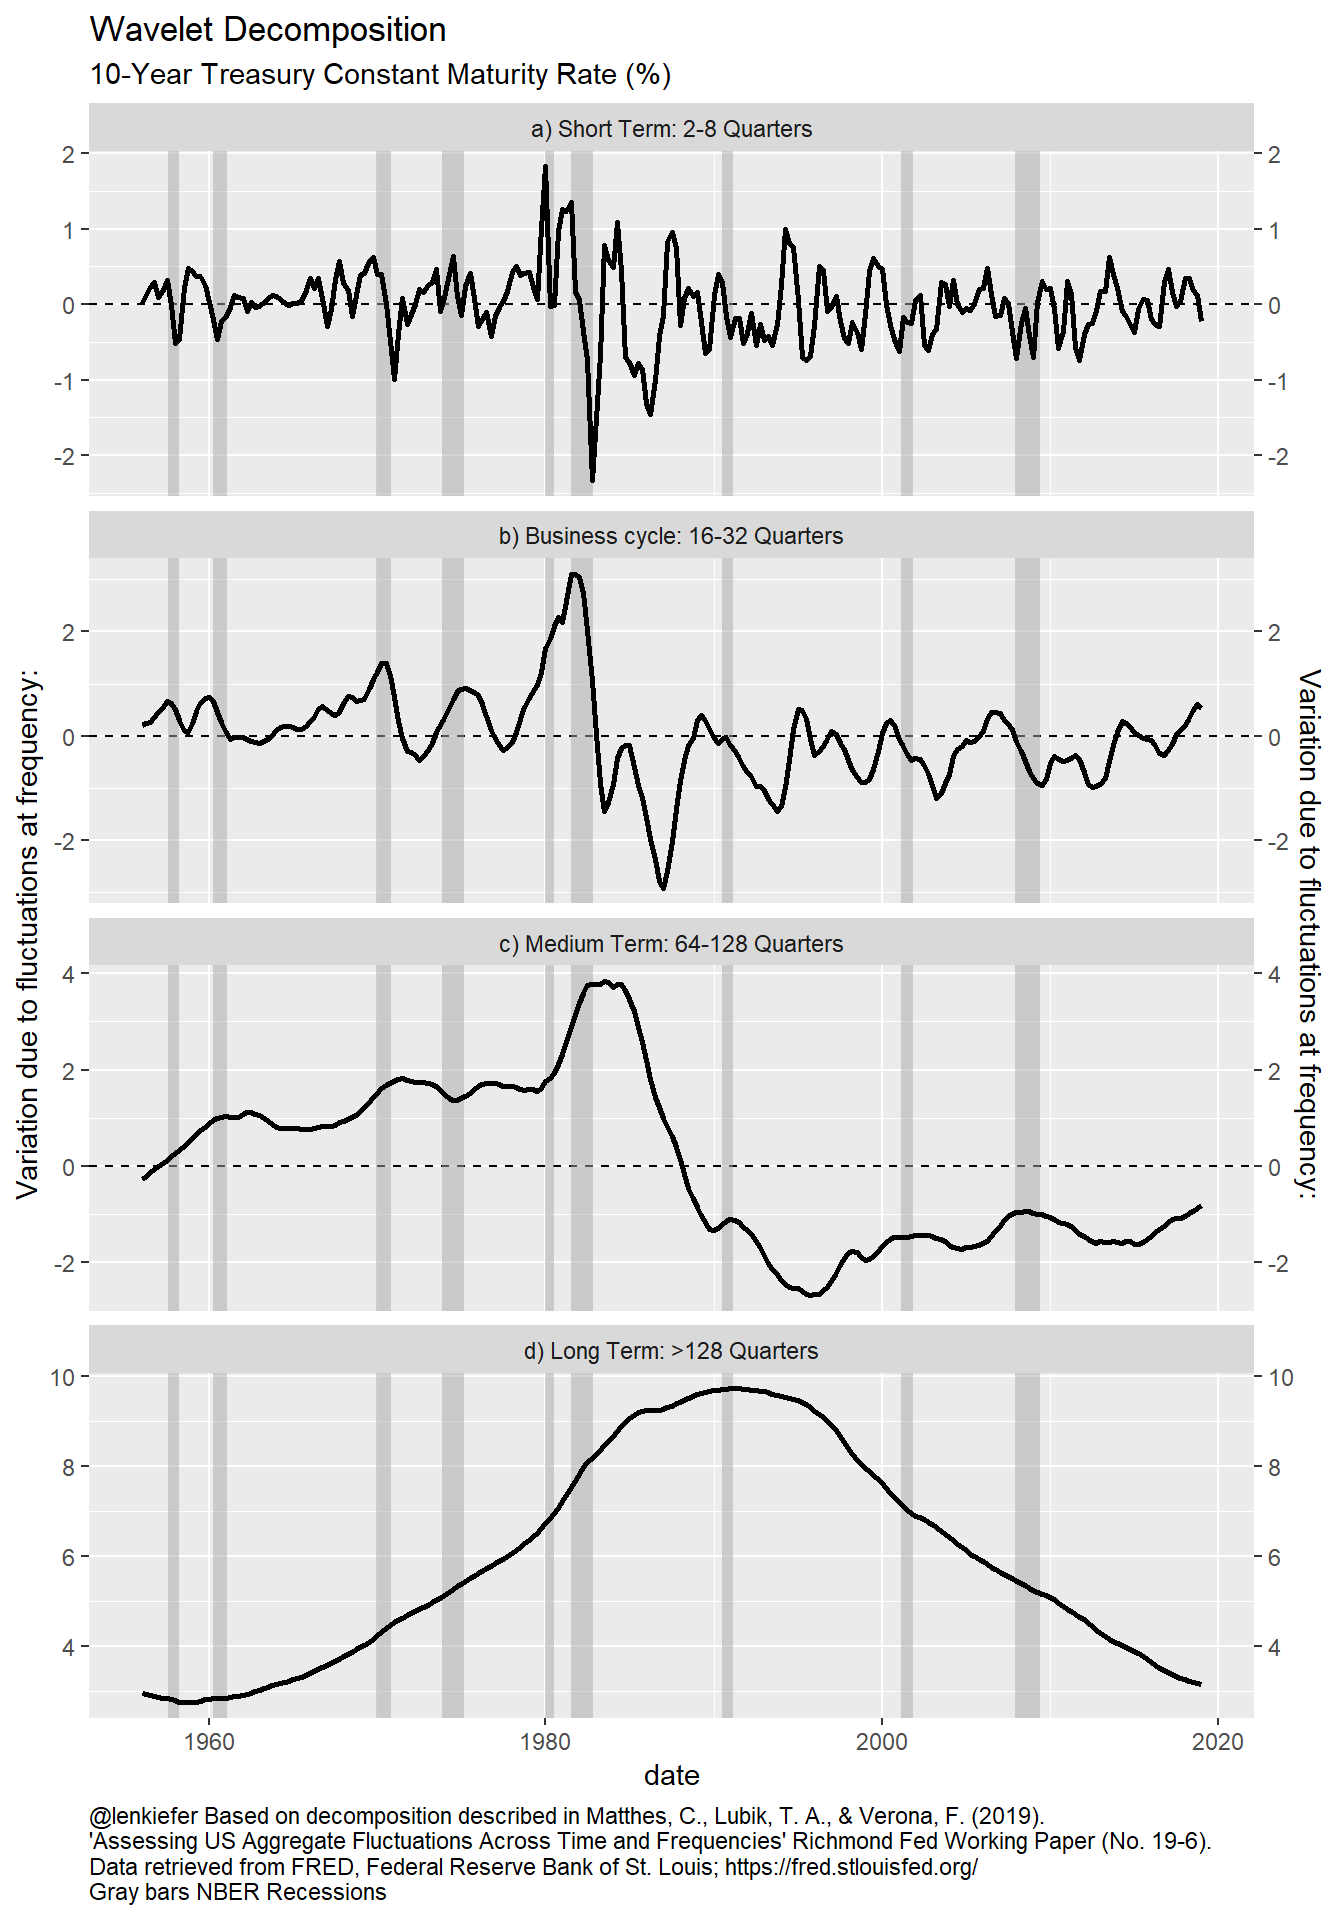 Wavelet Decomposition
10-Year Treasury Constant Maturity Rate (%)
a) Short Term: 2-8 Quarters
2
1
0
-1
-2
2
1
0
-1
-2
b) Business cycle: 16-32 Quarters
2
0
-2
2
0
-2
Variation due to fluctuations at frequency:
Variation due to fluctuations at frequency:
c) Medium Term: 64-128 Quarters
4
2
0
-2
4
2
0
-2
d) Long Term: >128 Quarters
10
8
6
4
10
8
6
4
1960 1980 2000 2020
date
@lenkiefer Based on decomposition described in Matthes, C., Lubik, T. A., & Verona, F. (2019).
'Assessing US Aggregate Fluctuations Across Time and Frequencies' Richmond Fed Working Paper (No. 19-6).
Data retrieved from FRED, Federal Reserve Bank of St. Louis; https://fred.stlouisfed.org/
Gray bars NBER Recessions